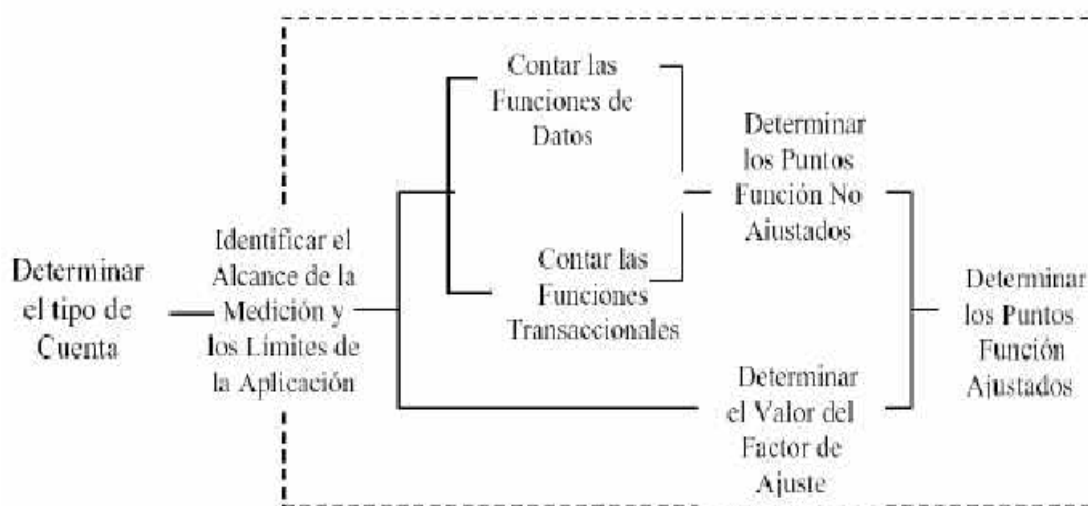 Determinar
el tipo de
Cuenta
Identificar el
Alcance de la
Medición y
los Límites de
la Aplicación
Contar las
Funciones de
Datos
Contar las
Funciones
Transaccionales
Determinar
los Puntos
Función No
Aiustados
Determinar
el Valor del
Factor de
Ajuste
Determinar
los Puntos
Función
Ajustados